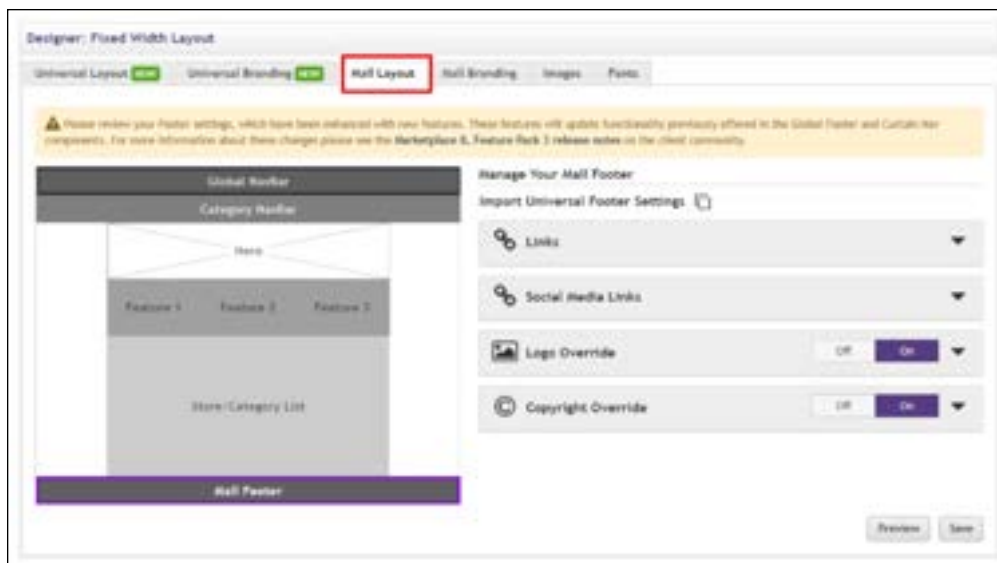 Designer: Fixed Width Layout
Universal Layout NEW Universal Branding NEW Mall Layout Mall Branding Images Fonts
Please review your Footer settings, which have been enhanced with new features. These features will update functionality previously offered in the Global Footer and Curtain Nav
components. For more information about these changes please see the Marketplace 8, Feature Pack 3 release notes on the client community.
Global NavBar
Category NavBar
Hero
Feature 1 Feature 2 Feature 3
Store/Category List
Mall Footer
Manage Your Mall Footer
Import Universal Footer Settings
Links
Social Media Links
Logo Override Off On
Copyright Override Off On
Preview Save